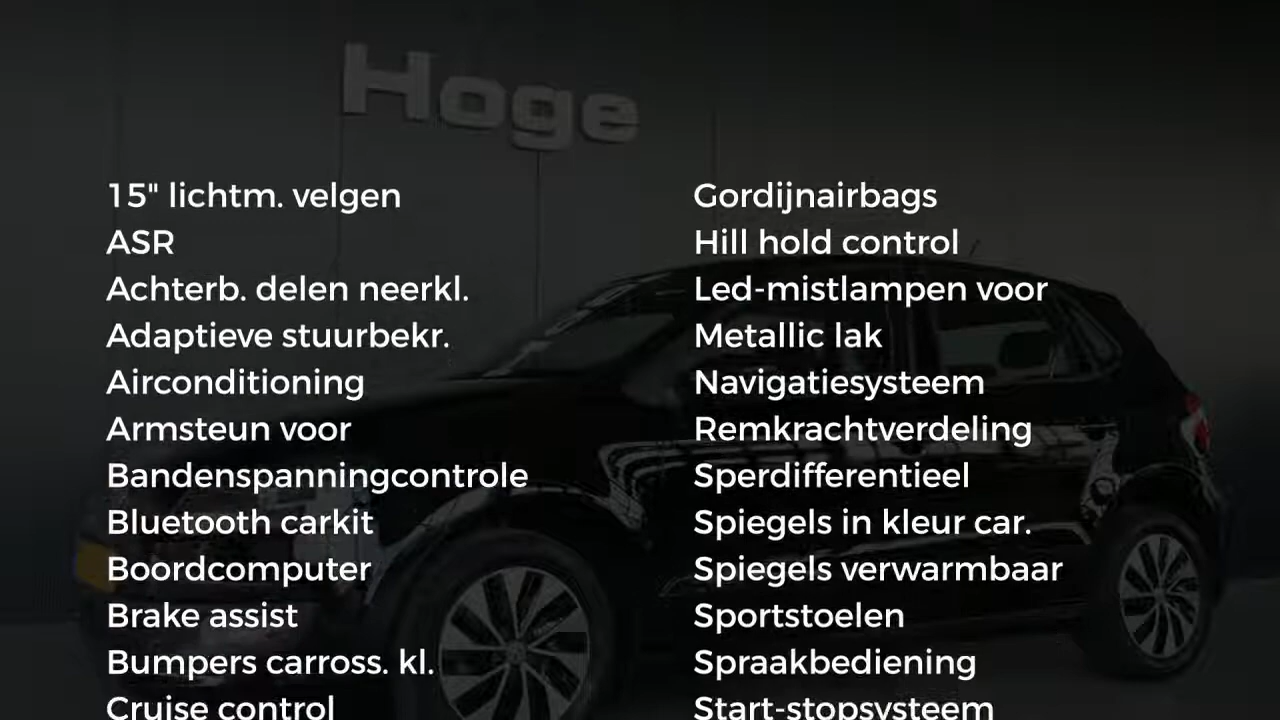 Hoge
15" lichtm. velgen
ASR
Achterb. delen neerkl.
Adaptieve stuurbekr.
Airconditioning
Armsteun voor
Bandenspanningcontrole
Bluetooth carkit
Boordcomputer
Brake assist
Bumpers carross. kl.
Cruise control
Gordijnairbags
Hill hold control
Led-mistlampen voor
Metallic lak
Navigatiesysteem
Remkrachtverdeling
Sperdifferentieel
Spiegels in kleur car.
Spiegels verwarmbaar
Sportstoelen
Spraakbediening
Start-stopsysteem